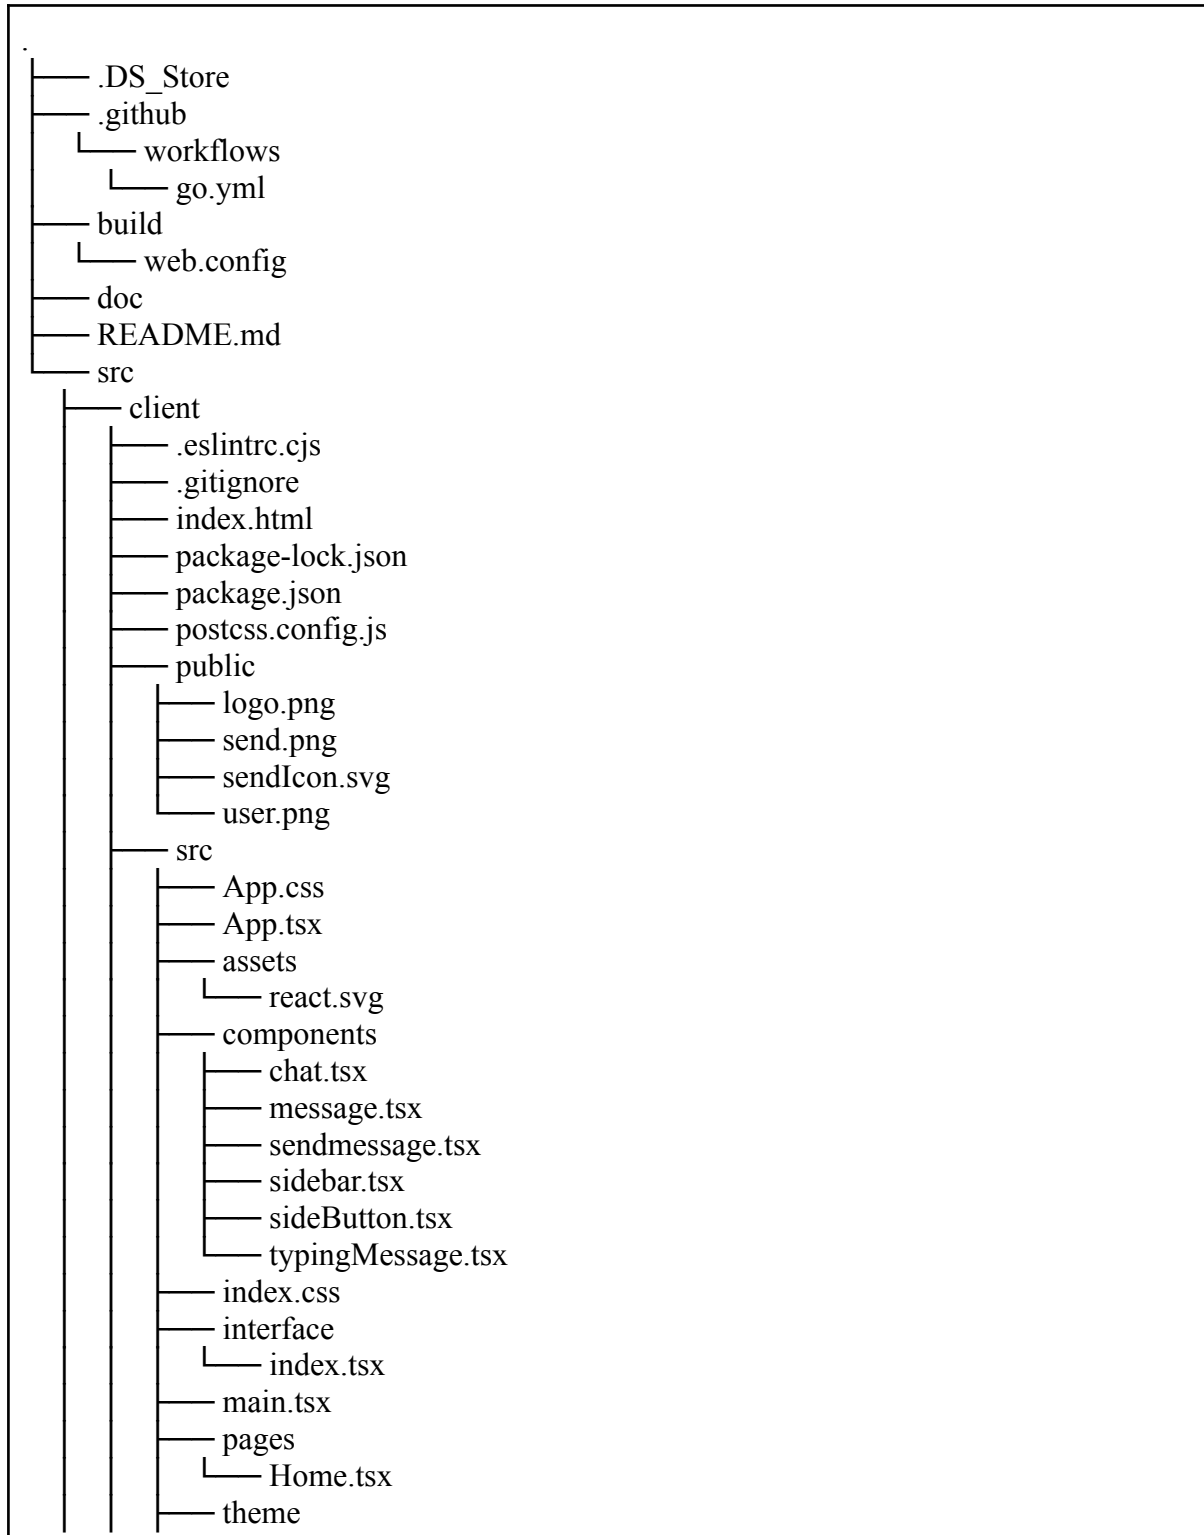 .
├── .DS_Store
├── .github
│   └── workflows
│       └── go.yml
├── build
│   └── web.config
├── doc
├── README.md
└── src
    ├── client
    │   ├── .eslintrc.cjs
    │   ├── .gitignore
    │   ├── index.html
    │   ├── package-lock.json
    │   ├── package.json
    │   ├── postcss.config.js
    │   ├── public
    │   │   ├── logo.png
    │   │   ├── send.png
    │   │   ├── sendIcon.svg
    │   │   └── user.png
    │   ├── src
    │   │   ├── App.css
    │   │   ├── App.tsx
    │   │   ├── assets
    │   │   │   └── react.svg
    │   │   ├── components
    │   │   │   ├── chat.tsx
    │   │   │   ├── message.tsx
    │   │   │   ├── sendmessage.tsx
    │   │   │   ├── sidebar.tsx
    │   │   │   ├── sideButton.tsx
    │   │   │   └── typingMessage.tsx
    │   │   ├── index.css
    │   │   ├── interface
    │   │   │   └── index.tsx
    │   │   ├── main.tsx
    │   │   ├── pages
    │   │   │   └── Home.tsx
    │   │   ├── theme